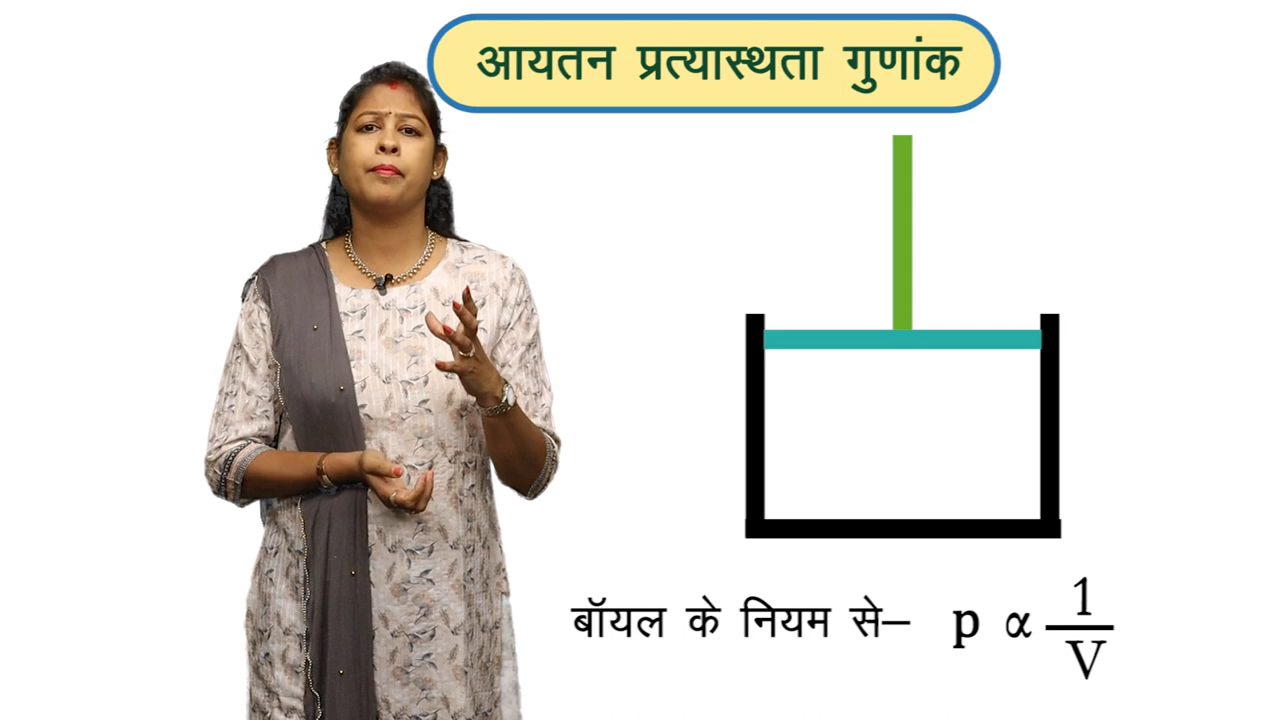 आयतन प्रत्यास्थता गुणांक
बॉयल के नियम से– p ∝ 1/V